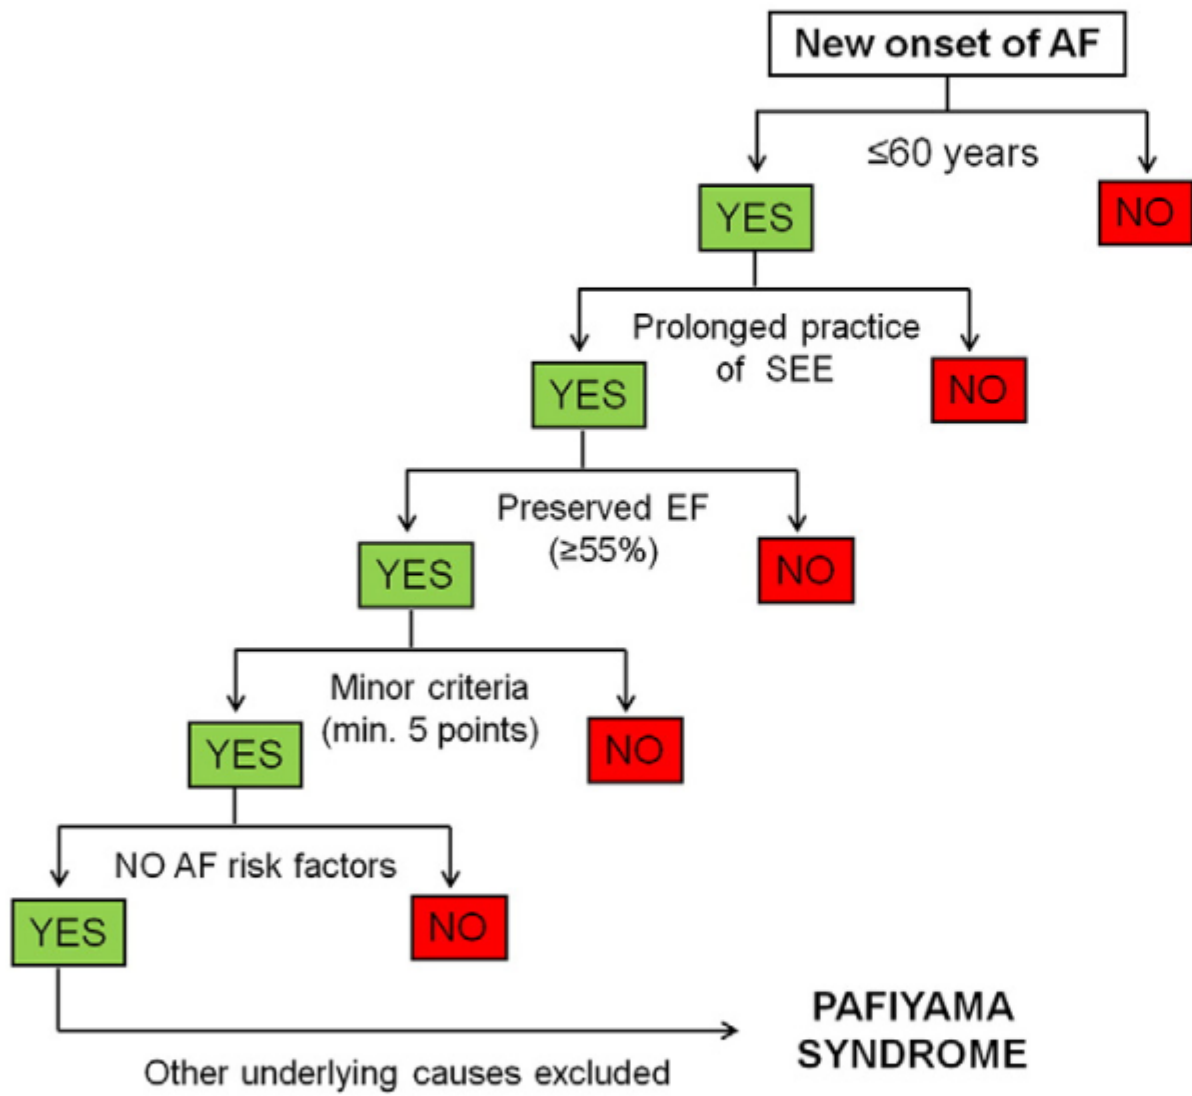 New onset of AF
≤60 years
YES
NO
Prolonged practice
of SEE
YES
NO
Preserved EF
(≥55%)
YES
NO
Minor criteria
(min. 5 points)
YES
NO
NO AF risk factors
YES
NO
PAFIYAMA
SYNDROME
Other underlying causes excluded